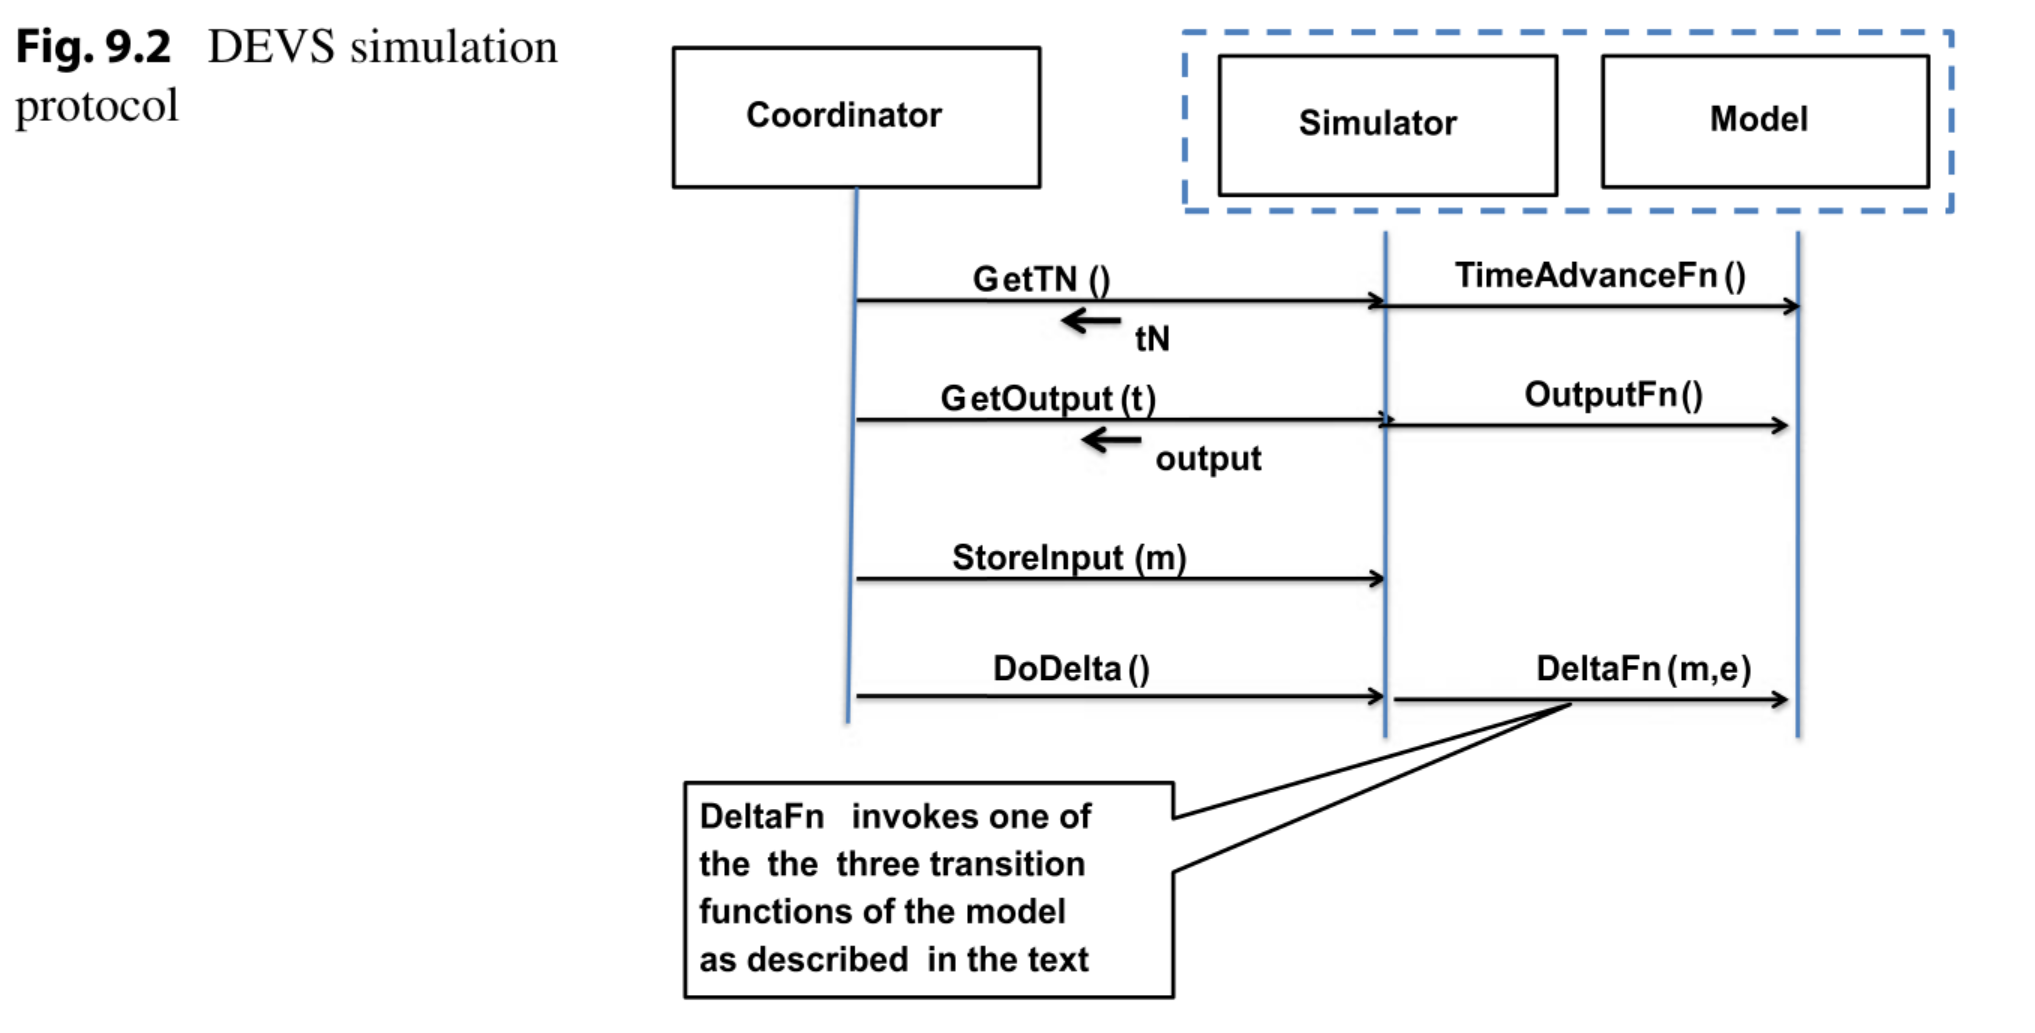 Fig. 9.2 DEVS simulation
protocol
Coordinator
Simulator
Model
GetTN ()
TimeAdvanceFn()
tN
GetOutput (t)
OutputFn()
output
StoreInput (m)
DoDelta ()
DeltaFn (m,e)
DeltaFn invokes one of
the the three transition
functions of the model
as described in the text